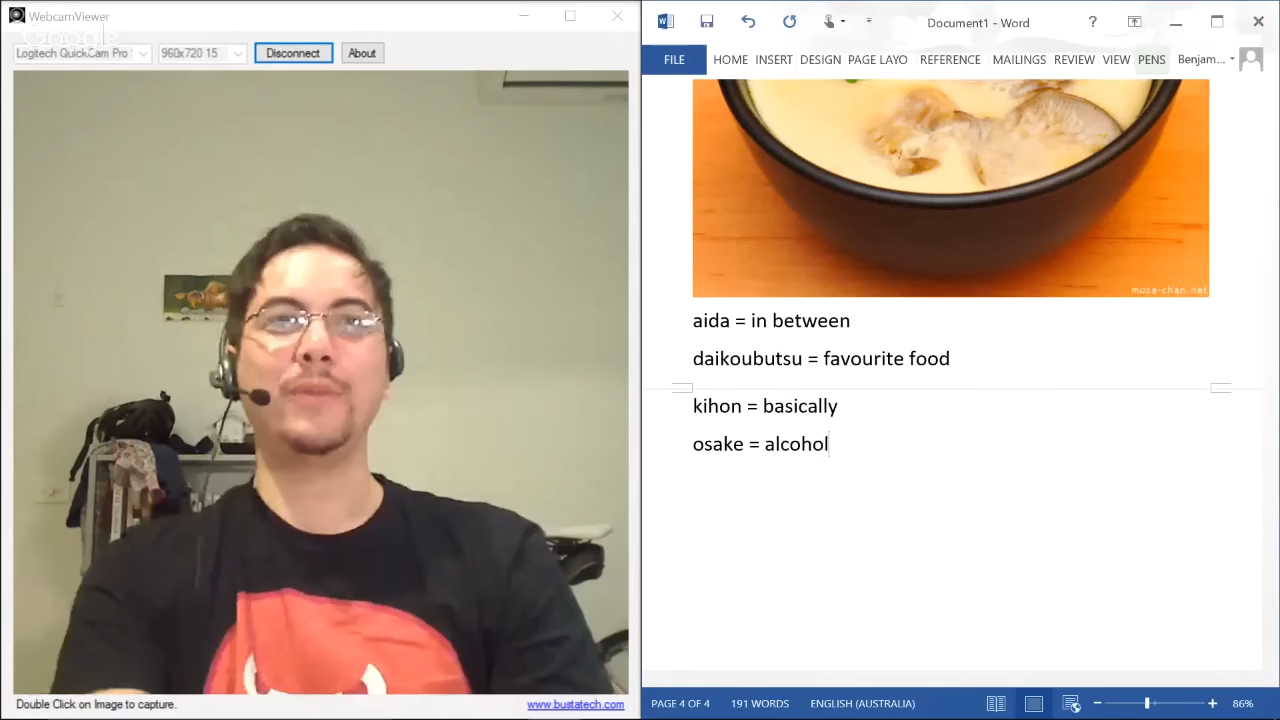 WebcamViewer
Google
Logitech QuickCam Pro
960x720 15
Disconnect
About
Double Click on Image to capture.
www.bustatech.com
Document1 - Word
?
FILE
HOME
INSERT
DESIGN
PAGE LAYO
REFERENCE
MAILINGS
REVIEW
VIEW
PENS
Benjam...
muza-chan.net
aida = in between
daikoubutsu = favourite food
kihon = basically
osake = alcohol
PAGE 4 OF 4
191 WORDS
ENGLISH (AUSTRALIA)
86%